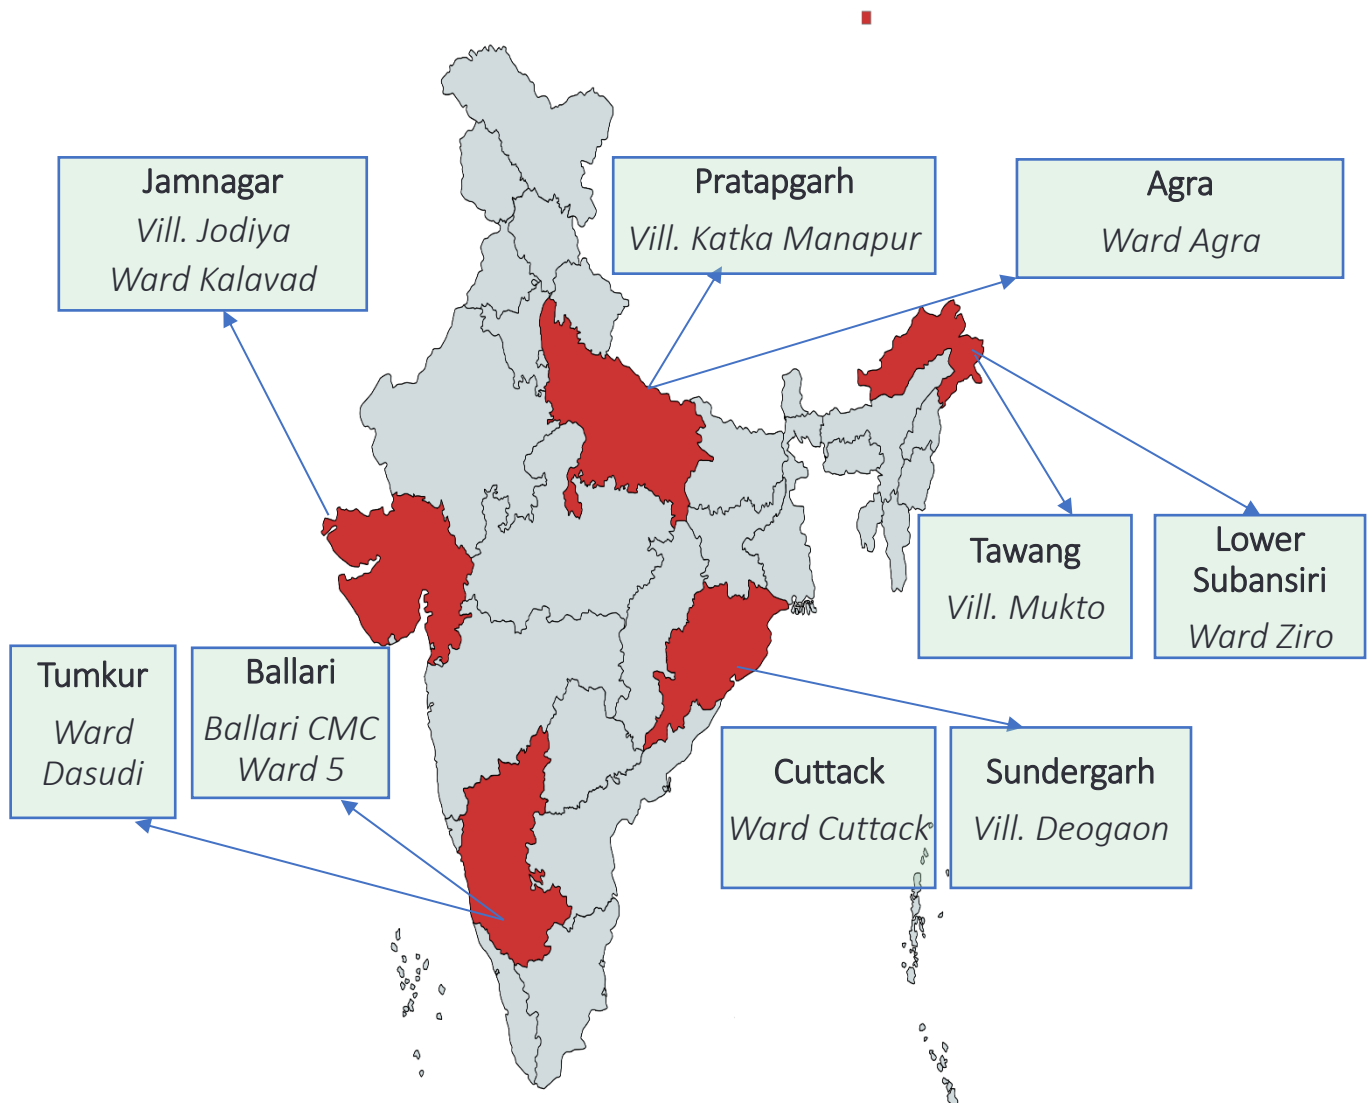 Jamnagar
Vill. Jodiya
Ward Kalavad
Pratapgarh
Vill. Katka Manapur
Agra
Ward Agra
Tawang
Vill. Mukto
Lower
Subansiri
Ward Ziro
Tumkur
Ward
Dasudi
Ballari
Ballari CMC
Ward 5
Cuttack
Ward Cuttack
Sundergarh
Vill. Deogaon